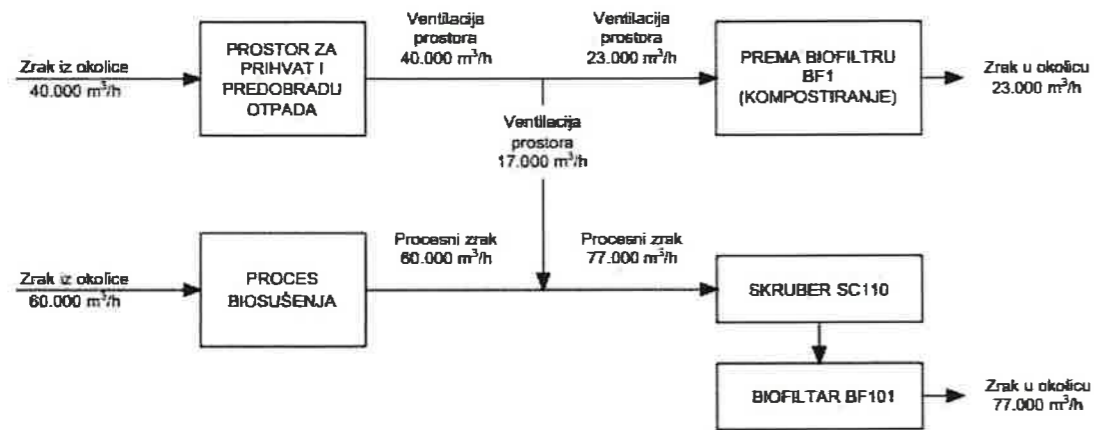 Zrak iz okolice
40.000 m³/h
PROSTOR ZA
PRIHVAT I
PREDOBRADU
OTPADA
Ventilacija
prostora
40.000 m³/h
Ventilacija
prostora
23.000 m³/h
PREMA BIOFILTRU
BF1
(KOMPOSTIRANJE)
Zrak u okolicu
23.000 m³/h
Ventilacija
prostora
17.000 m³/h
Zrak iz okolice
60.000 m³/h
PROCES
BIOSUŠENJA
Procesni zrak
60.000 m³/h
Procesni zrak
77.000 m³/h
SKRUBER SC110
BIOFILTAR BF101
Zrak u okolicu
77.000 m³/h